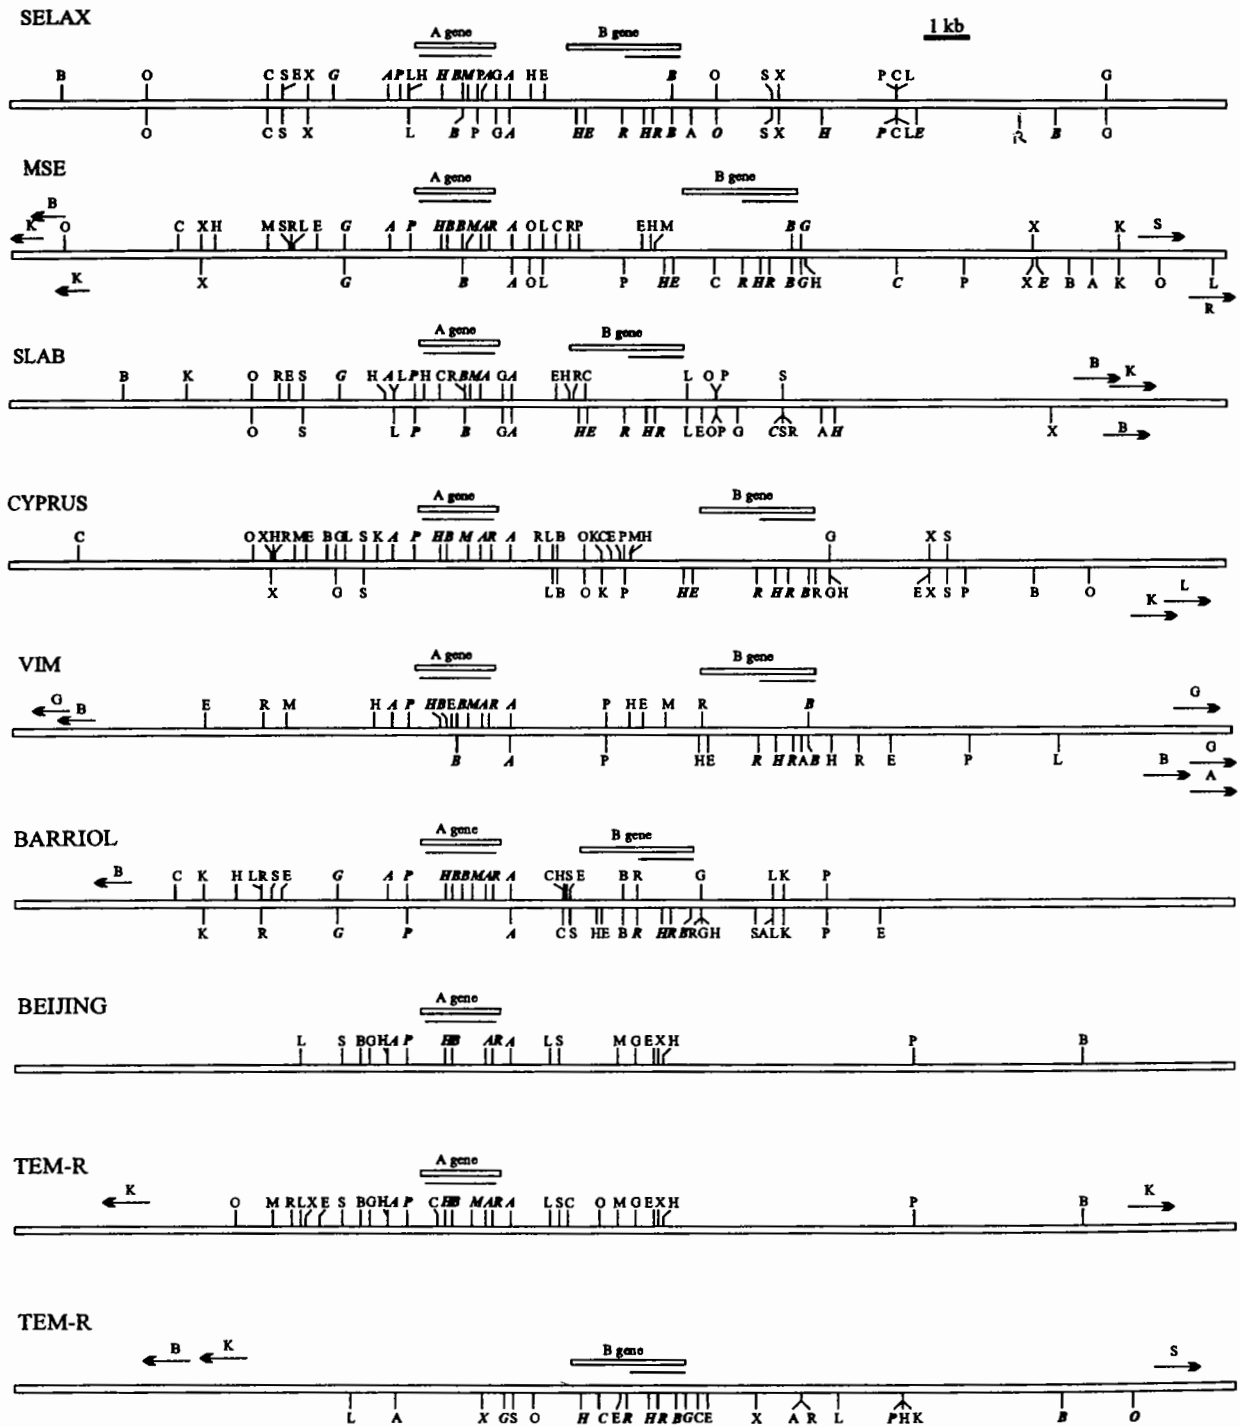 SELAX
A gene
B gene
1 kb
B O C S E X G A P L H H B M P A G A H E B O S X P C L G
O C S X L B P G A H E R H R B A O S X H P C L E R B G
MSE
A gene
B gene
B
K O C X H M S R L E G A P H B B M A R A O L C R P E H M B G X K S
K X G B A O L P H E C R H R B G H C P X E B A K O L
R
SLAB
A gene
B gene
B K
B K O R E S G H A L P H C R B M A G A E H R C L O P S
O S L P B G A H E R H R L E O P G C S R A H X
B
CYPRUS
A gene
B gene
C O X H R M E B G L S K A P H B M A R A R L B O K C E P M H G X S
X G S L B O K P H E R H R B R G H E X S P B O
K L
VIM
A gene
B gene
G
B E R M H A P H B E B M A R A P H E M R B G
B A P H E R H R A B H R E P L G
B A
BARRIOL
A gene
B gene
B C K H L R S E G A P H B B M A R A C H S E B R G L K P
K R G P A C S H E B R H R B R G H S A L K P E
BEIJING
A gene
L S B G H A P H B A R A L S M G E X H P B
TEM-R
A gene
K O M R L X E S B G H A P C H B M A R A L S C O M G E X H P B K
TEM-R
B gene
B K S
L A X G S O H C E R H R B G C E X A R L P H K B O